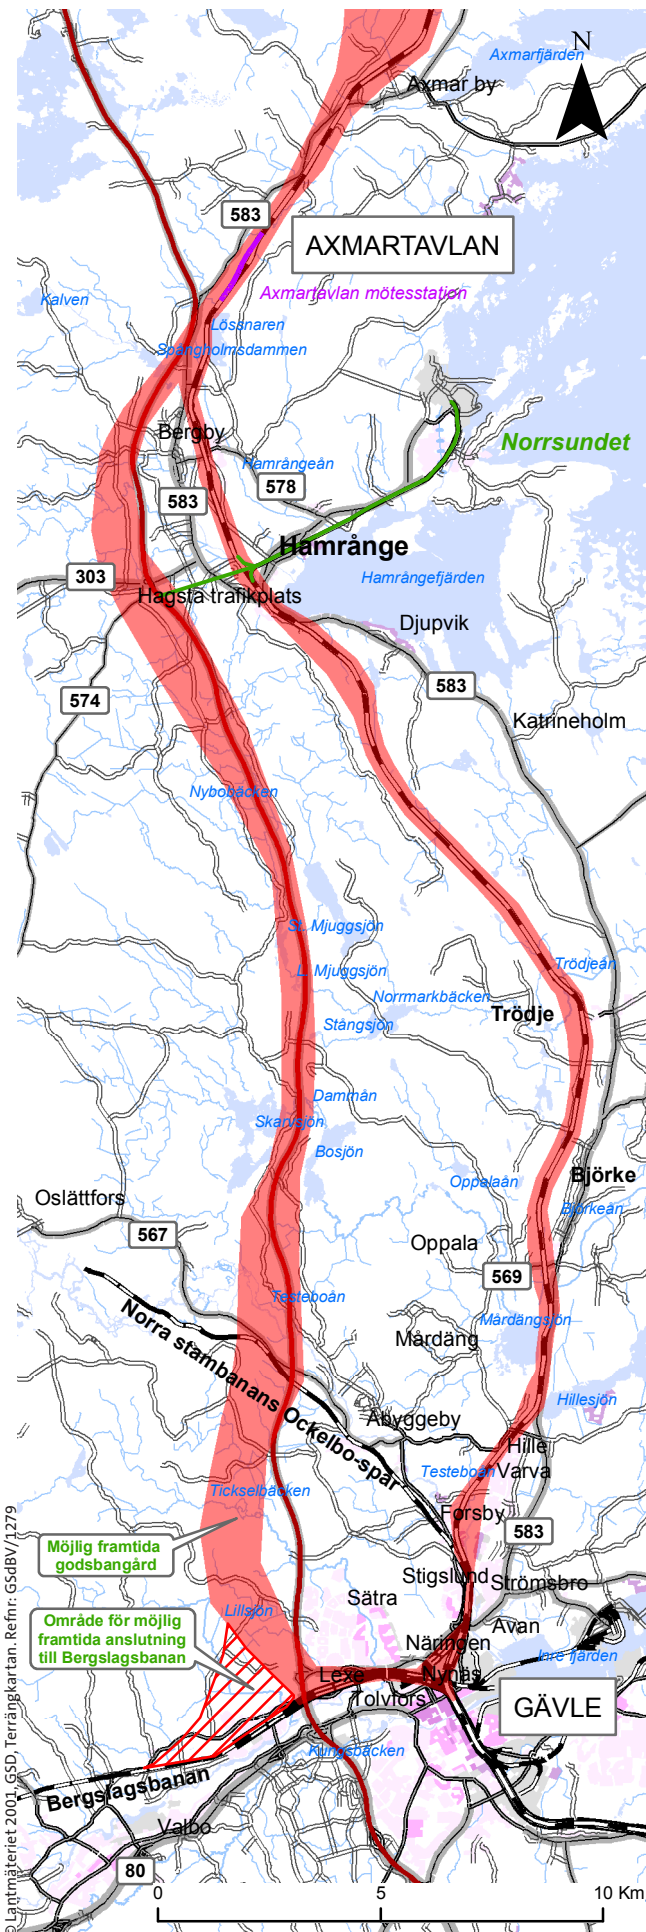 Axmarfjärden
N
Axmar by
583
AXMARTAVLAN
Axmartavlan mötesstation
Kalven
Lössnaren
Spångholmsdammen
Bergby
Norrsundet
Hamrångeån
578
583
Hamrånge
303
Hamrångefjärden
Hagsta trafikplats
Djupvik
583
574
Katrineholm
Nybobäcken
St. Mjuggsjön
Trödjeån
L. Mjuggsjön
Norrmarkbäcken
Trödje
Stångsjön
Dammån
Skarvsjön
Bosjön
Björke
Oppalaån
Oslättfors
Björkeån
567
Oppala
569
Testeboån
Mårdängsjön
Norra stambanans Ockelbo-spår
Mårdäng
Hillesjön
Åbyggeby
Hille
Testeboån
Varva
Tickselbäcken
Forsby
583
Möjlig framtida
godsbangård
Stigslund
Strömsbro
Sätra
Lillsjön
Område för möjlig
framtida anslutning
till Bergslagsbanan
Avan
Näringen
Inre fjärden
Lexe
Nynäs
Tolvfors
GÄVLE
Kungsbäcken
Bergslagsbanan
Valbo
80
0
5
10 Km
© Lantmäteriet 2001, GSD, Terrängkartan. Refnr: GSdBV/1279